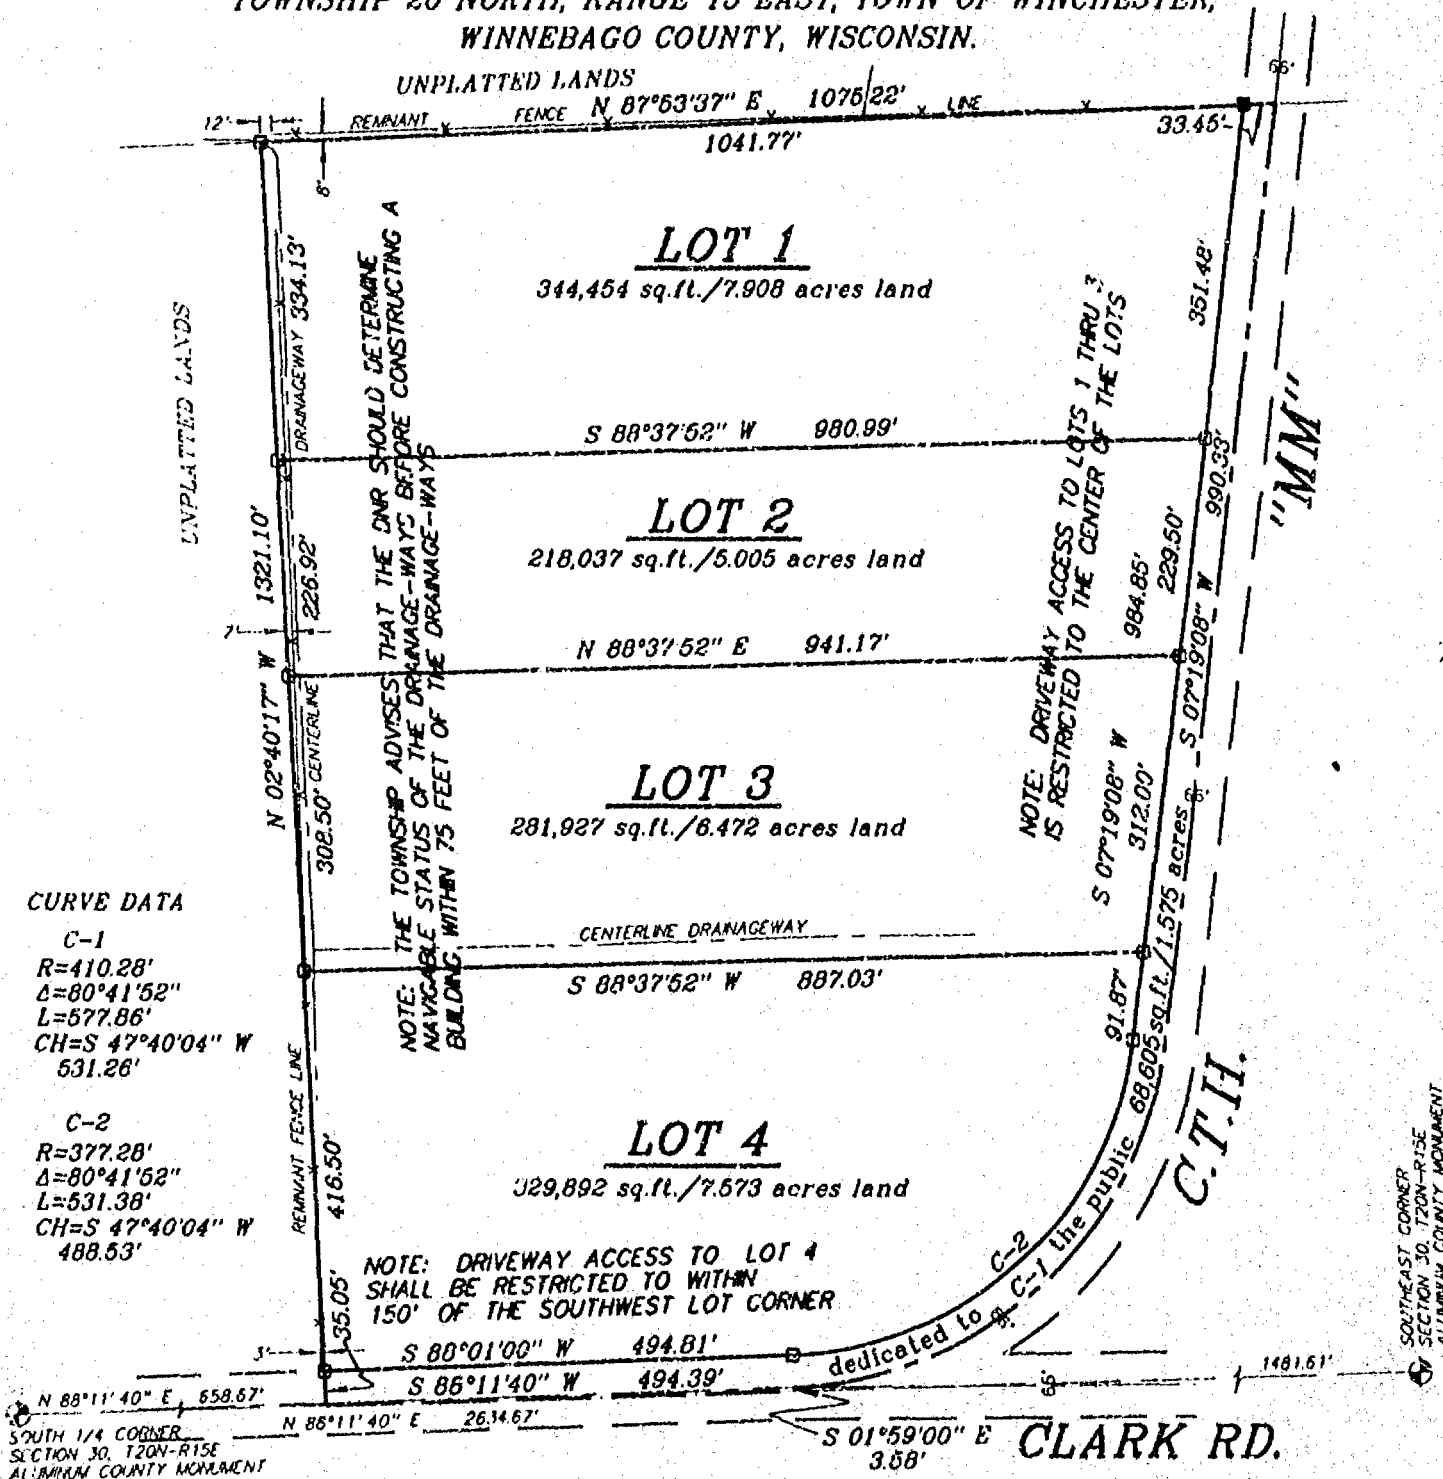 TOWNSHIP 20 NORTH, RANGE 15 EAST, TOWN OF WINCHESTER,
WINNEBAGO COUNTY, WISCONSIN.
UNPLATTED LANDS
N 87°53'37" E 1075.22'
REMNANT FENCE LINE
12'
8'
1041.77'
33.45'
66'
LOT 1
344,454 sq.ft./7.908 acres land
DRAINAGEWAY 334.13'
351.48'
UNPLATTED LANDS
NOTE: THE TOWNSHIP ADVISES THAT THE DNR SHOULD DETERMINE
NAVIGABLE STATUS OF THE DRAINAGE-WAYS BEFORE CONSTRUCTING A
BUILDING WITHIN 75 FEET OF THE DRAINAGE-WAYS
NOTE: DRIVEWAY ACCESS TO LOTS 1 THRU 3
IS RESTRICTED TO THE CENTER OF THE LOTS
S 88°37'52" W 980.99'
990.33'
"MM"
LOT 2
218,037 sq.ft./5.005 acres land
N 02°40'17" W 1321.10'
226.92'
7'
229.50'
984.85'
S 07°19'08" W
N 88°37'52" E 941.17'
LOT 3
281,927 sq.ft./6.472 acres land
308.50' CENTERLINE
S 07°19'08" W
312.00'
66'
CENTERLINE DRAINAGEWAY
S 88°37'52" W 887.03'
91.87'
CURVE DATA
C-1
R=410.28'
Δ=80°41'52"
L=577.86'
CH=S 47°40'04" W
531.26'
C-2
R=377.28'
Δ=80°41'52"
L=531.38'
CH=S 47°40'04" W
488.53'
REMNANT FENCE LINE
416.50'
LOT 4
329,892 sq.ft./7.573 acres land
C.T.H.
C-2
C-1
dedicated to the public 68,605 sq.ft./1.575 acres
NOTE: DRIVEWAY ACCESS TO LOT 4
SHALL BE RESTRICTED TO WITHIN
150' OF THE SOUTHWEST LOT CORNER
35.05'
3'
S 88°01'00" W 494.81'
S 86°11'40" W 494.39'
N 88°11'40" E 658.67'
N 86°11'40" E 2634.67'
1481.61'
66'
S 01°59'00" E
3.58'
CLARK RD.
SOUTH 1/4 CORNER
SECTION 30, T20N-R15E
ALUMINUM COUNTY MONUMENT
SOUTHEAST CORNER
SECTION 30, T20N-R15E
ALUMINUM COUNTY MONUMENT